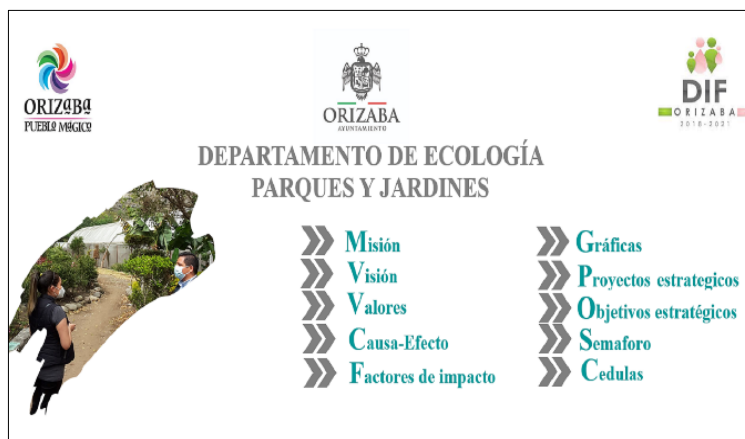 ORIZABA
PUEBLO MÁGICO
ORIZABA
AYUNTAMIENTO
DIF
ORIZABA
2018-2021
DEPARTAMENTO DE ECOLOGÍA
PARQUES Y JARDINES
Misión
Visión
Valores
Causa-Efecto
Factores de impacto
Gráficas
Proyectos estrategicos
Objetivos estratégicos
Semaforo
Cedulas